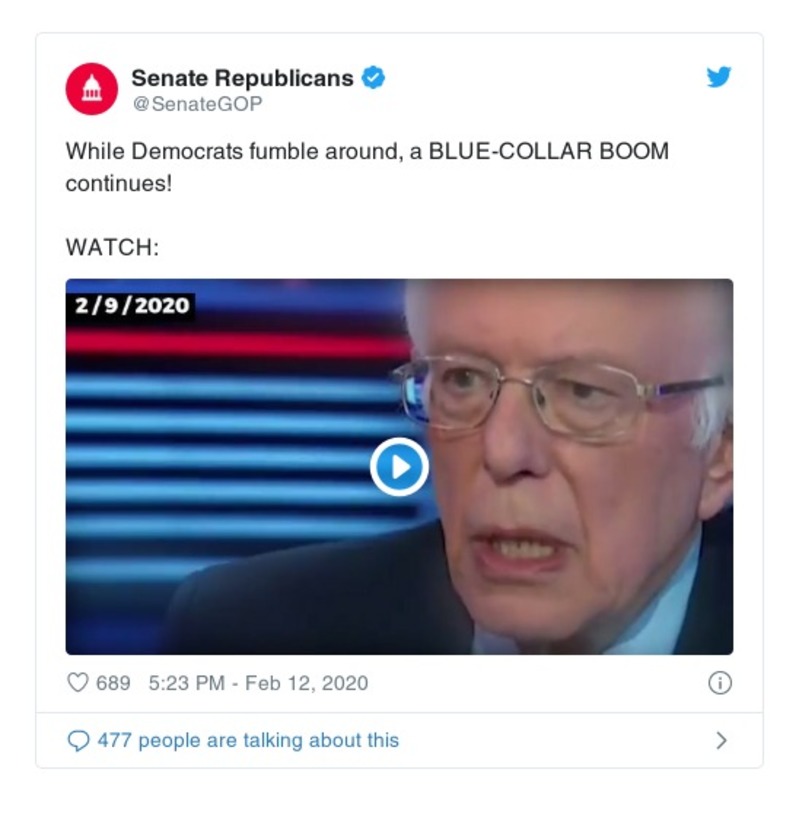 Senate Republicans
@SenateGOP
While Democrats fumble around, a BLUE-COLLAR BOOM
continues!
WATCH:
2/9/2020
689 5:23 PM - Feb 12, 2020
477 people are talking about this